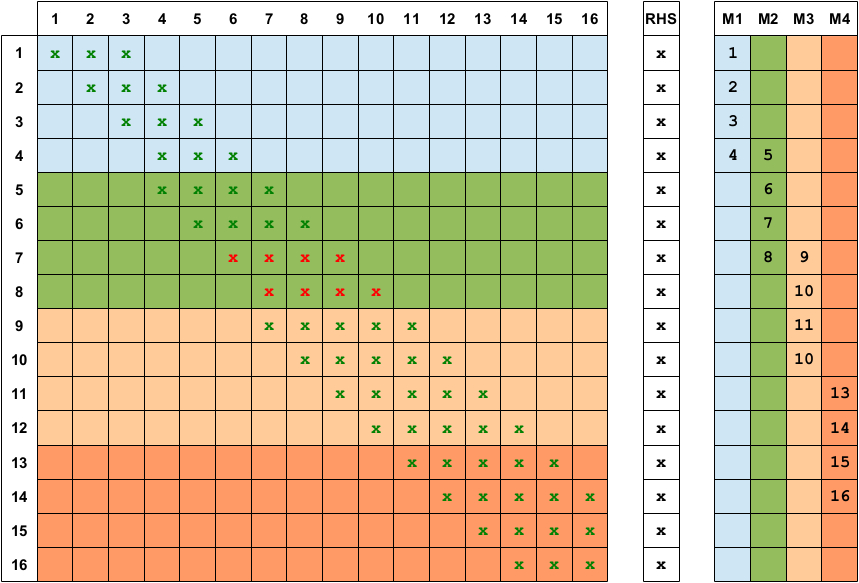 1 2 3 4 5 6 7 8 9 10 11 12 13 14 15 16 RHS M1 M2 M3 M4
1 x x x x 1
2 x x x x 2
3 x x x x 3
4 x x x x 4 5
5 x x x x x 6
6 x x x x x 7
7 x x x x x 8 9
8 x x x x x 10
9 x x x x x x 11
10 x x x x x x 10
11 x x x x x x 13
12 x x x x x x 14
13 x x x x x x 15
14 x x x x x x 16
15 x x x x x
16 x x x x